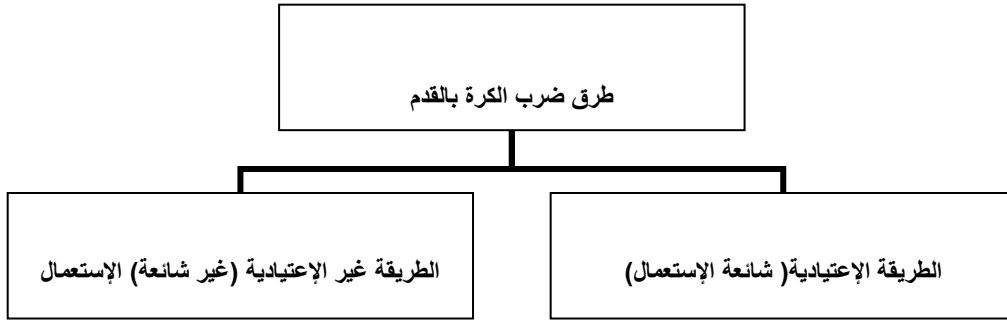 طرق ضرب الكرة بالقدم
الطريقة الإعتيادية( شائعة الإستعمال)
الطريقة غير الإعتيادية (غير شائعة) الإستعمال